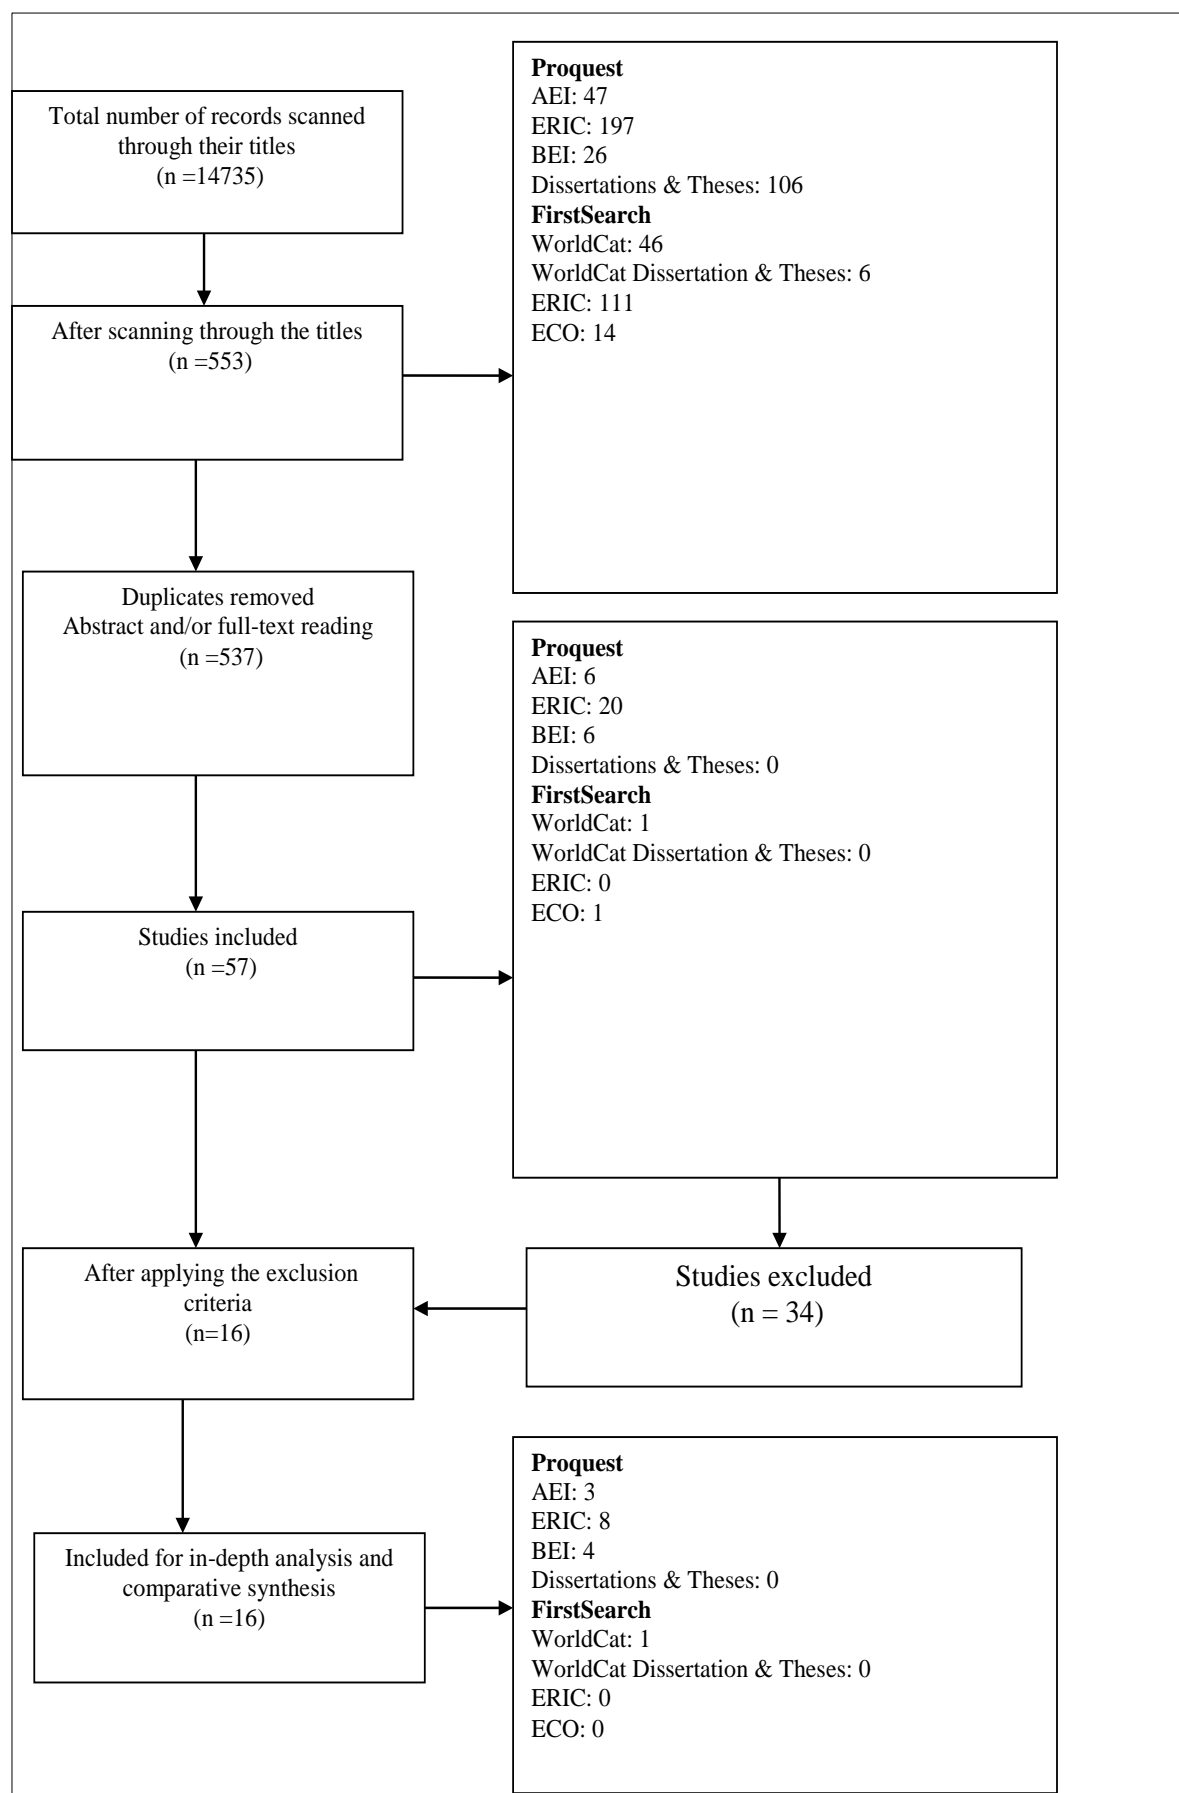 Total number of records scanned
through their titles
(n =14735)
Proquest
AEI: 47
ERIC: 197
BEI: 26
Dissertations & Theses: 106
FirstSearch
WorldCat: 46
WorldCat Dissertation & Theses: 6
ERIC: 111
ECO: 14
After scanning through the titles
(n =553)
Duplicates removed
Abstract and/or full-text reading
(n =537)
Studies included
(n =57)
Proquest
AEI: 6
ERIC: 20
BEI: 6
Dissertations & Theses: 0
FirstSearch
WorldCat: 1
WorldCat Dissertation & Theses: 0
ERIC: 0
ECO: 1
Studies excluded
(n = 34)
After applying the exclusion
criteria
(n=16)
Included for in-depth analysis and
comparative synthesis
(n =16)
Proquest
AEI: 3
ERIC: 8
BEI: 4
Dissertations & Theses: 0
FirstSearch
WorldCat: 1
WorldCat Dissertation & Theses: 0
ERIC: 0
ECO: 0